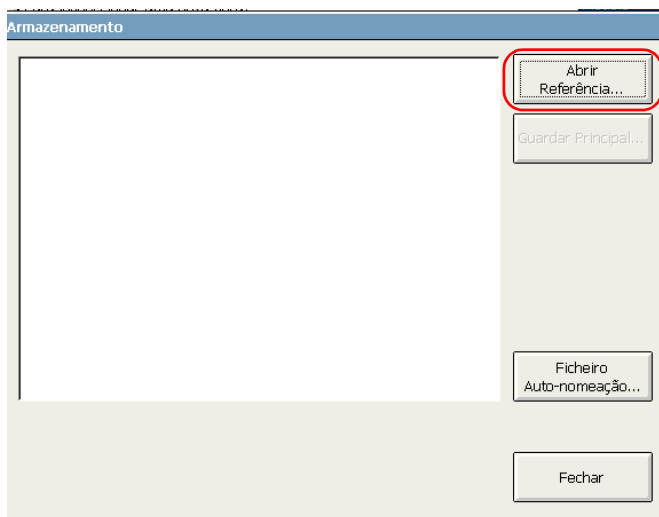 Armazenamento
Abrir
Referência...
Guardar Principal...
Ficheiro
Auto-nomeação...
Fechar